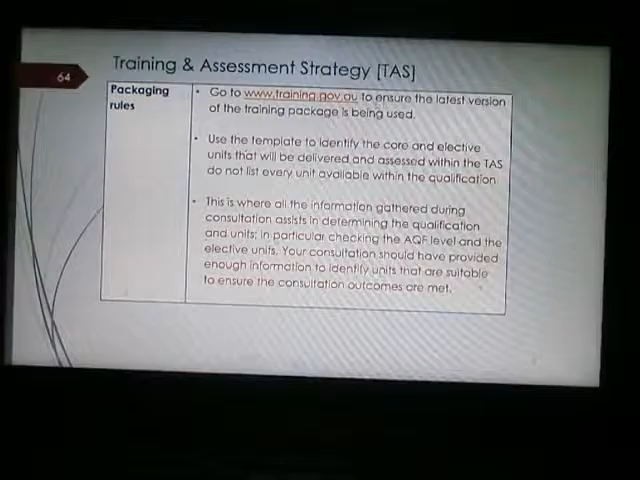 Training & Assessment Strategy [TAS]
64
Packaging
rules
• Go to www.training.gov.au to ensure the latest version
of the training package is being used.
• Use the template to identify the core and elective
units that will be delivered and assessed within the TAS
do not list every unit available within the qualification
• This is where all the information gathered during
consultation assists in determining the qualification
and units; in particular checking the AQF level and the
elective units. Your consultation should have provided
enough information to identify units that are suitable
to ensure the consultation outcomes are met.